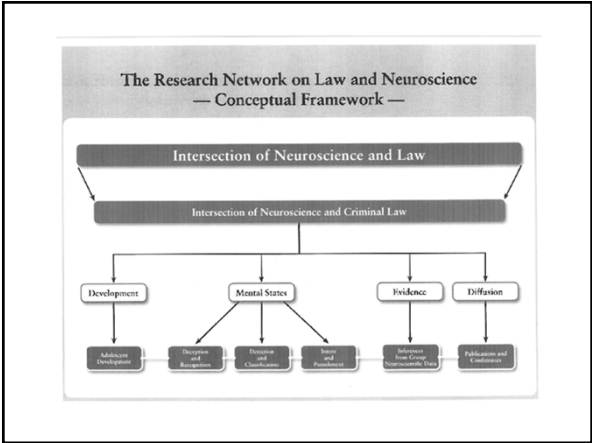 The Research Network on Law and Neuroscience
— Conceptual Framework —
Intersection of Neuroscience and Law
Intersection of Neuroscience and Criminal Law
Development
Mental States
Evidence
Diffusion
Adolescent
Development
Deception
and
Recognition
Detection
and
Classification
Intent
and
Punishment
Inferences
from Group
Neuroscientific Data
Publications and
Conferences